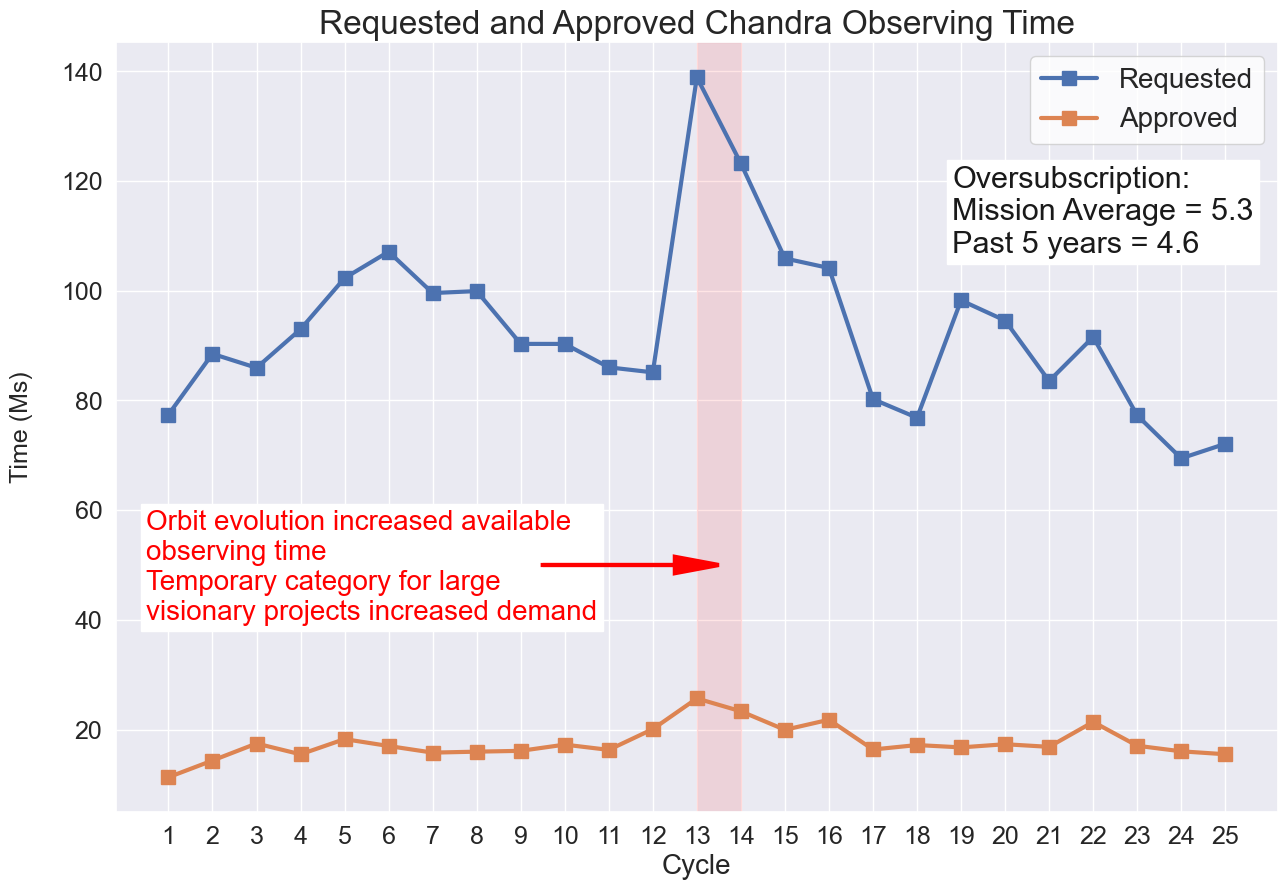 Requested and Approved Chandra Observing Time
Requested
Approved
Oversubscription:
Mission Average = 5.3
Past 5 years = 4.6
140
120
100
80
60
40
20
Time (Ms)
Orbit evolution increased available
observing time
Temporary category for large
visionary projects increased demand
1 2 3 4 5 6 7 8 9 10 11 12 13 14 15 16 17 18 19 20 21 22 23 24 25
Cycle